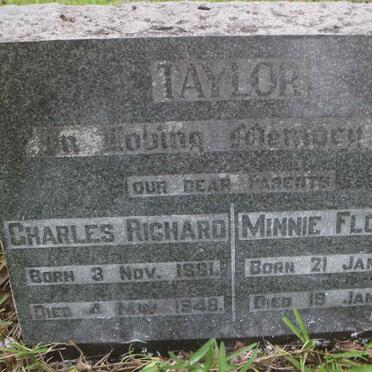 TAYLOR
In Loving Memory
OUR DEAR PARENTS
CHARLES RICHARD
BORN 3 NOV. 1881.
DIED 4 MAY 1948.
MINNIE FLO
BORN 21 JAN
DIED 19 JAN